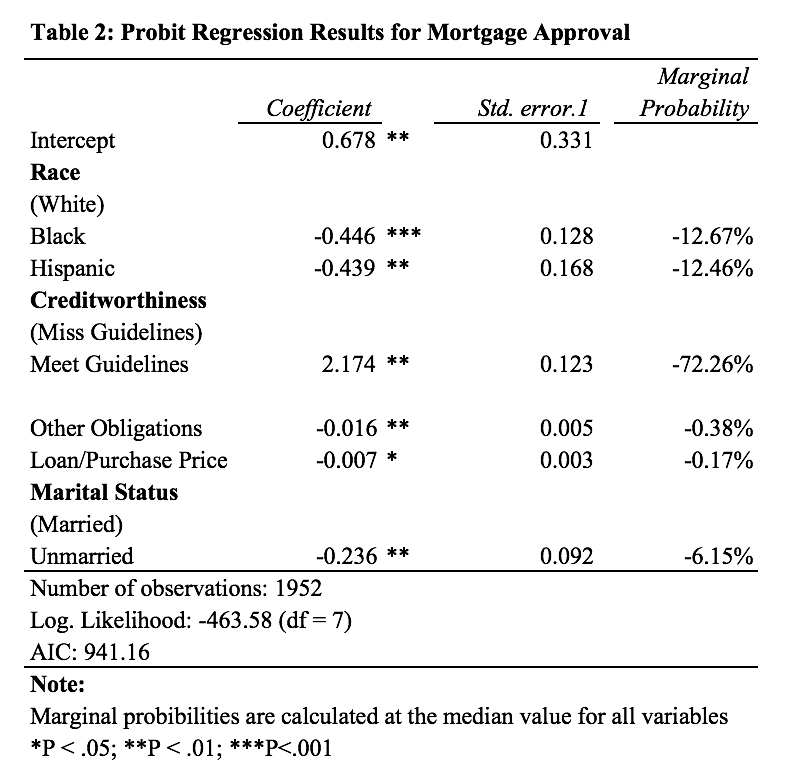 Table 2: Probit Regression Results for Mortgage Approval
Marginal
Coefficient Std. error.1 Probability
Intercept 0.678 ** 0.331
Race
(White)
Black -0.446 *** 0.128 -12.67%
Hispanic -0.439 ** 0.168 -12.46%
Creditworthiness
(Miss Guidelines)
Meet Guidelines 2.174 ** 0.123 -72.26%
Other Obligations -0.016 ** 0.005 -0.38%
Loan/Purchase Price -0.007 * 0.003 -0.17%
Marital Status
(Married)
Unmarried -0.236 ** 0.092 -6.15%
Number of observations: 1952
Log. Likelihood: -463.58 (df = 7)
AIC: 941.16
Note:
Marginal probibilities are calculated at the median value for all variables
*P < .05; **P < .01; ***P<.001